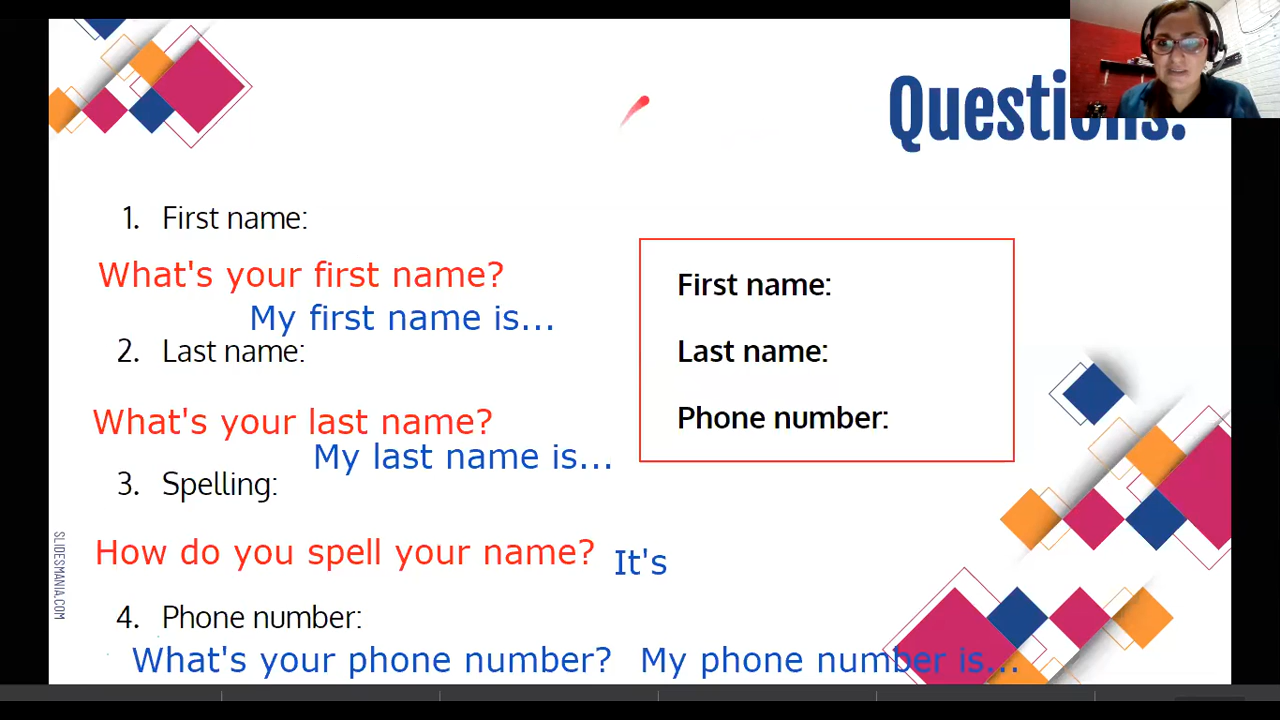 Questions:
1. First name:
What's your first name?
My first name is...
2. Last name:
What's your last name?
My last name is...
3. Spelling:
How do you spell your name? It's
4. Phone number:
What's your phone number? My phone number is...
First name:
Last name:
Phone number:
SLIDESMANIA.COM